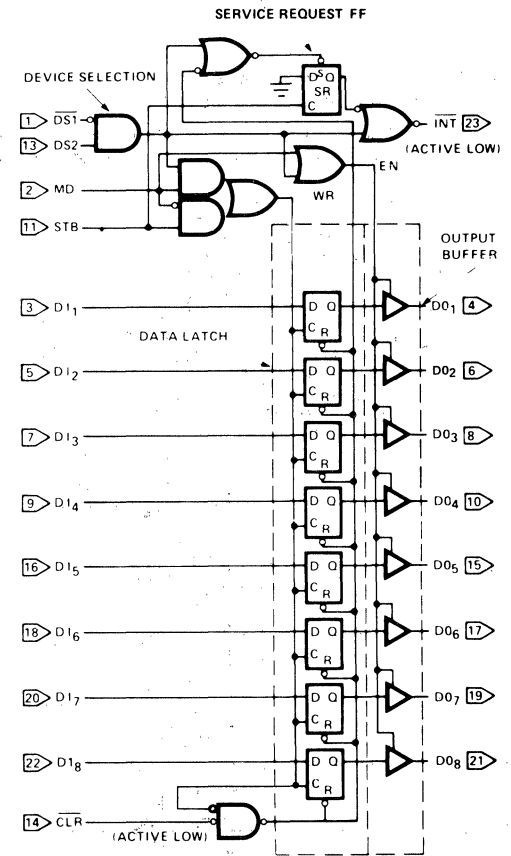 SERVICE REQUEST FF
DEVICE SELECTION
D S Q
SR
C
1 DS1
13 DS2
INT 23
(ACTIVE LOW)
EN
2 MD
WR
11 STB
OUTPUT
BUFFER
3 DI1 D Q DO1 4
C R
DATA LATCH
5 DI2 D Q DO2 6
C R
7 DI3 D Q DO3 8
C R
9 DI4 D Q DO4 10
C R
16 DI5 D Q DO5 15
C R
18 DI6 D Q DO6 17
C R
20 DI7 D Q DO7 19
C R
22 DI8 D Q DO8 21
C R
14 CLR
(ACTIVE LOW)